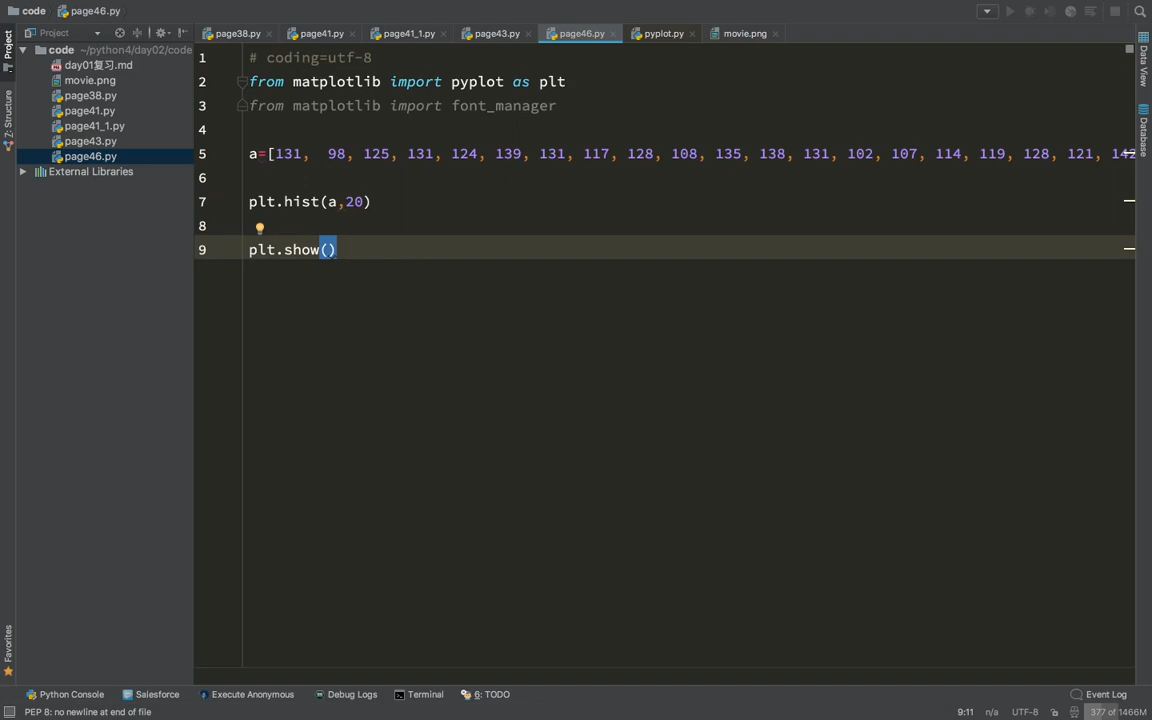 code page46.py
Project
page38.py
page41.py
page41_1.py
page43.py
page46.py
pyplot.py
movie.png
code ~/python4/day02/code
day01复习.md
movie.png
page38.py
page41.py
page41_1.py
page43.py
page46.py
External Libraries
1 # coding=utf-8
2 from matplotlib import pyplot as plt
3 from matplotlib import font_manager
4
5 a=[131,  98, 125, 131, 124, 139, 131, 117, 128, 108, 135, 138, 131, 102, 107, 114, 119, 128, 121, 142
6
7 plt.hist(a,20)
8
9 plt.show()
Project
7: Structure
Favorites
Data View
Database
Python Console
Salesforce
Execute Anonymous
Debug Logs
Terminal
6: TODO
Event Log
PEP 8: no newline at end of file
9:11 n/a UTF-8 377 of 1466M